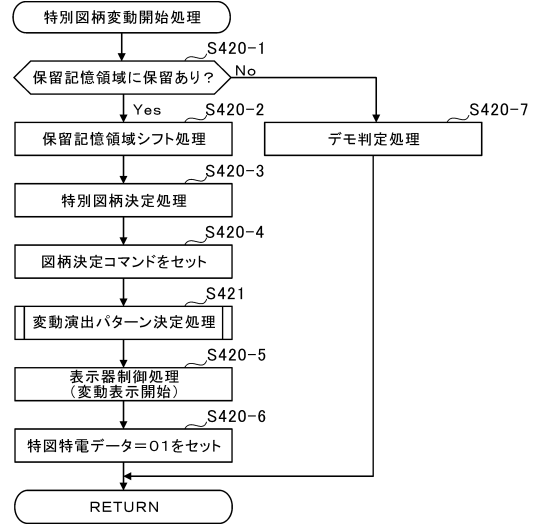 特別図柄変動開始処理
S420-1
保留記憶領域に保留あり？
No
Yes
S420-2
保留記憶領域シフト処理
S420-7
デモ判定処理
S420-3
特別図柄決定処理
S420-4
図柄決定コマンドをセット
S421
変動演出パターン決定処理
S420-5
表示器制御処理
（変動表示開始）
S420-6
特図特電データ＝０１をセット
RETURN